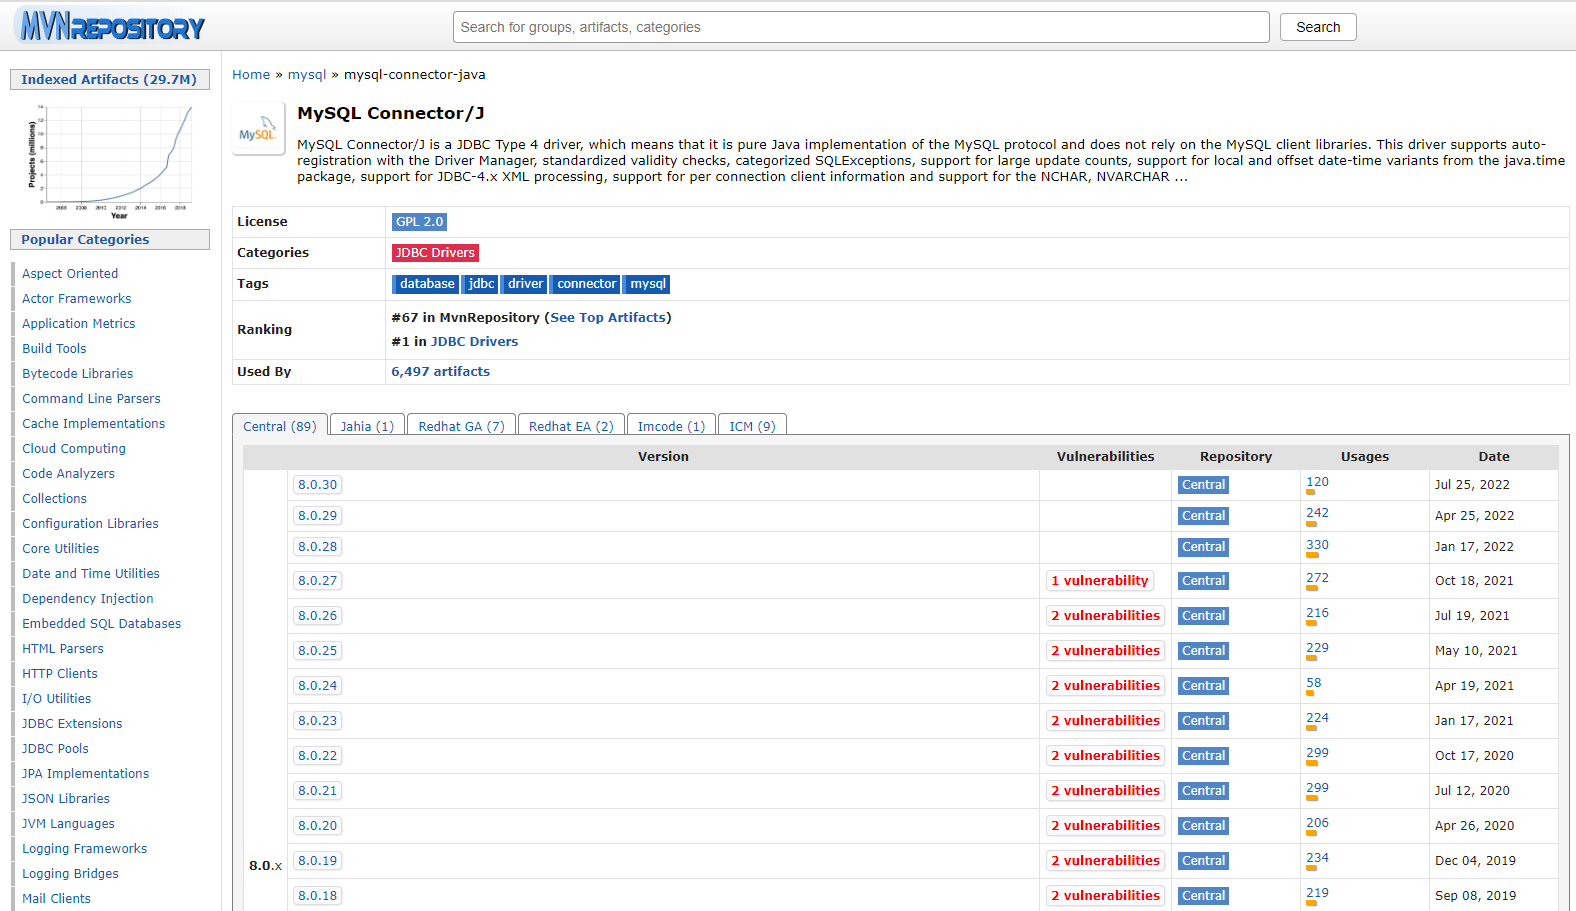 MVNREPOSITORY
Search for groups, artifacts, categories
Search
Indexed Artifacts (29.7M)
Projects (millions)
14
12
10
8
6
4
2
0
2006 2008 2010 2012 2014 2016 2018
Year
Popular Categories
Aspect Oriented
Actor Frameworks
Application Metrics
Build Tools
Bytecode Libraries
Command Line Parsers
Cache Implementations
Cloud Computing
Code Analyzers
Collections
Configuration Libraries
Core Utilities
Date and Time Utilities
Dependency Injection
Embedded SQL Databases
HTML Parsers
HTTP Clients
I/O Utilities
JDBC Extensions
JDBC Pools
JPA Implementations
JSON Libraries
JVM Languages
Logging Frameworks
Logging Bridges
Mail Clients
Home » mysql » mysql-connector-java
MySQL
MySQL Connector/J
MySQL Connector/J is a JDBC Type 4 driver, which means that it is pure Java implementation of the MySQL protocol and does not rely on the MySQL client libraries. This driver supports auto-
registration with the Driver Manager, standardized validity checks, categorized SQLExceptions, support for large update counts, support for local and offset date-time variants from the java.time
package, support for JDBC-4.x XML processing, support for per connection client information and support for the NCHAR, NVARCHAR ...
License GPL 2.0
Categories JDBC Drivers
Tags database jdbc driver connector mysql
Ranking #67 in MvnRepository (See Top Artifacts)
#1 in JDBC Drivers
Used By 6,497 artifacts
Central (89) Jahia (1) Redhat GA (7) Redhat EA (2) Imcode (1) ICM (9)
Version Vulnerabilities Repository Usages Date
8.0.30 Central 120 Jul 25, 2022
8.0.29 Central 242 Apr 25, 2022
8.0.28 Central 330 Jan 17, 2022
8.0.27 1 vulnerability Central 272 Oct 18, 2021
8.0.26 2 vulnerabilities Central 216 Jul 19, 2021
8.0.25 2 vulnerabilities Central 229 May 10, 2021
8.0.24 2 vulnerabilities Central 58 Apr 19, 2021
8.0.23 2 vulnerabilities Central 224 Jan 17, 2021
8.0.22 2 vulnerabilities Central 299 Oct 17, 2020
8.0.21 2 vulnerabilities Central 299 Jul 12, 2020
8.0.20 2 vulnerabilities Central 206 Apr 26, 2020
8.0.x 8.0.19 2 vulnerabilities Central 234 Dec 04, 2019
8.0.18 2 vulnerabilities Central 219 Sep 08, 2019